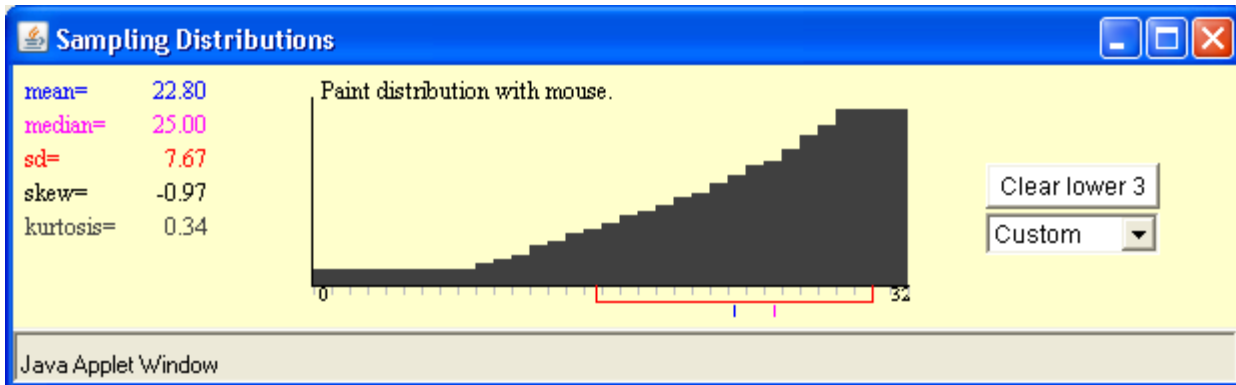 Sampling Distributions
mean= 22.80
median= 25.00
sd= 7.67
skew= -0.97
kurtosis= 0.34
Paint distribution with mouse.
0 32
Clear lower 3
Custom
Java Applet Window